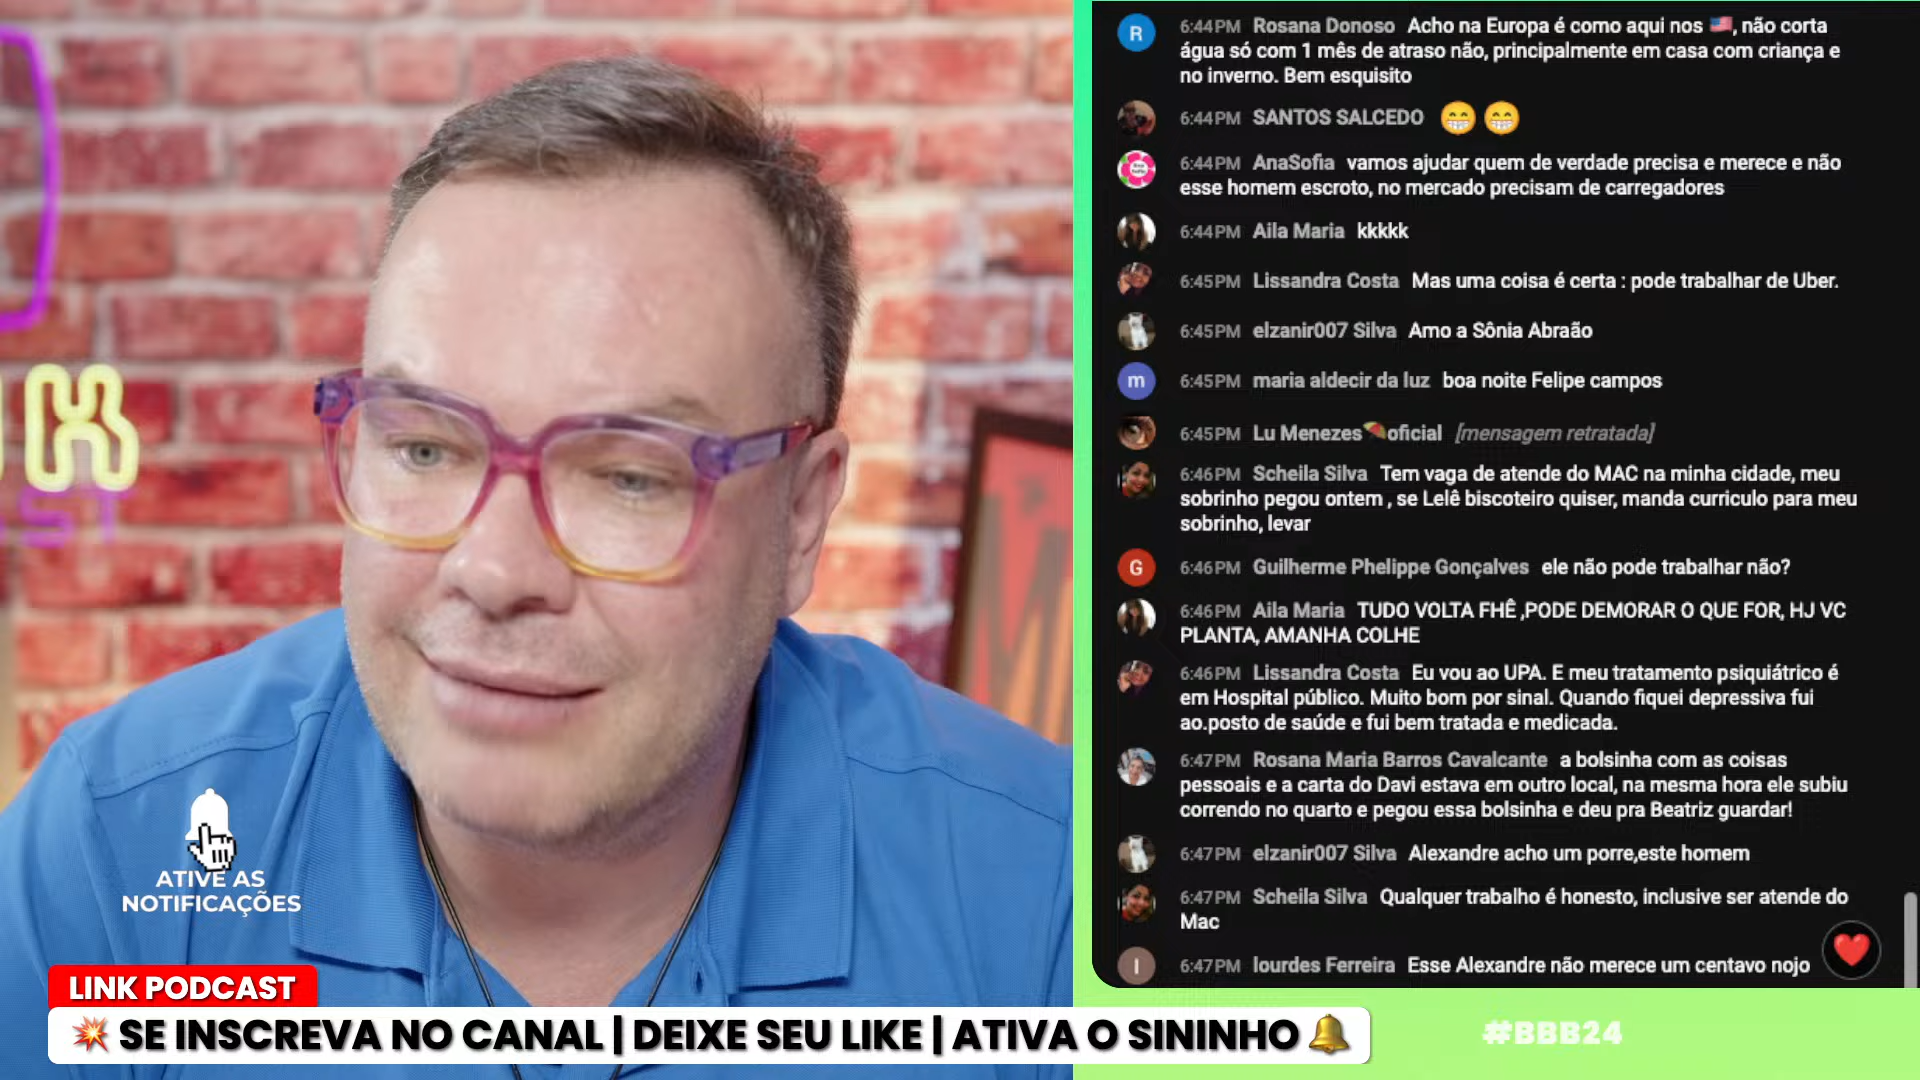 X
ST
ATIVE AS
NOTIFICAÇÕES
LINK PODCAST
💥 SE INSCREVA NO CANAL | DEIXE SEU LIKE | ATIVA O SININHO 🔔
R
6:44PM Rosana Donoso Acho na Europa é como aqui nos 🇺🇸, não corta
água só com 1 mês de atraso não, principalmente em casa com criança e
no inverno. Bem esquisito
6:44PM SANTOS SALCEDO 😁😁
6:44PM AnaSofia vamos ajudar quem de verdade precisa e merece e não
esse homem escroto, no mercado precisam de carregadores
6:44PM Aila Maria kkkkk
6:45PM Lissandra Costa Mas uma coisa é certa : pode trabalhar de Uber.
6:45PM elzanir007 Silva Amo a Sônia Abraão
m
6:45PM maria aldecir da luz boa noite Felipe campos
6:45PM Lu Menezes🍉oficial [mensagem retratada]
6:46PM Scheila Silva Tem vaga de atende do MAC na minha cidade, meu
sobrinho pegou ontem , se Lelê biscoteiro quiser, manda curriculo para meu
sobrinho, levar
G
6:46PM Guilherme Phelippe Gonçalves ele não pode trabalhar não?
6:46PM Aila Maria TUDO VOLTA FHÊ ,PODE DEMORAR O QUE FOR, HJ VC
PLANTA, AMANHA COLHE
6:46PM Lissandra Costa Eu vou ao UPA. E meu tratamento psiquiátrico é
em Hospital público. Muito bom por sinal. Quando fiquei depressiva fui
ao.posto de saúde e fui bem tratada e medicada.
6:47PM Rosana Maria Barros Cavalcante a bolsinha com as coisas
pessoais e a carta do Davi estava em outro local, na mesma hora ele subiu
correndo no quarto e pegou essa bolsinha e deu pra Beatriz guardar!
6:47PM elzanir007 Silva Alexandre acho um porre,este homem
6:47PM Scheila Silva Qualquer trabalho é honesto, inclusive ser atende do
Mac
l
6:47PM lourdes Ferreira Esse Alexandre não merece um centavo nojo
#BBB24